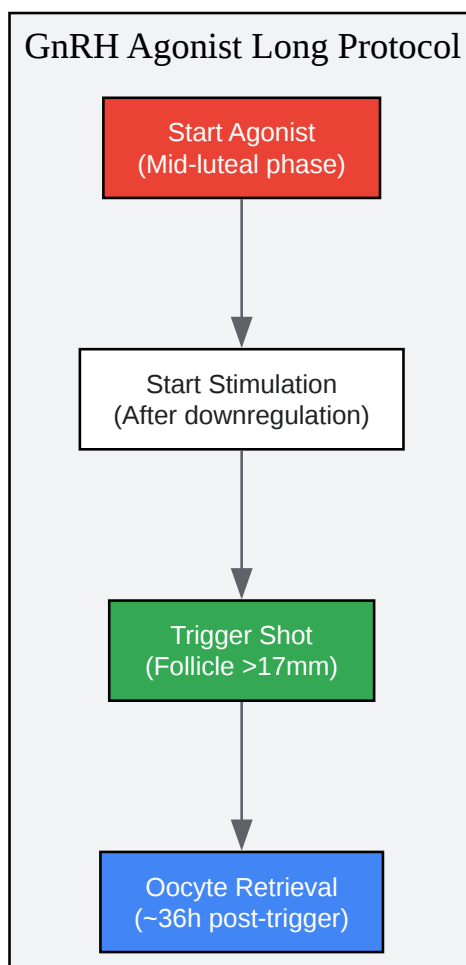 GnRH Agonist Long Protocol
Start Agonist
(Mid-luteal phase)
Start Stimulation
(After downregulation)
Trigger Shot
(Follicle >17mm)
Oocyte Retrieval
(~36h post-trigger)